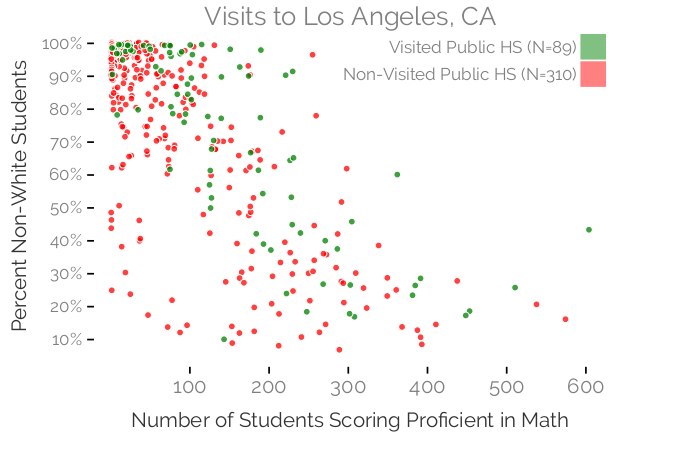 Visits to Los Angeles, CA
Visited Public HS (N=89)
Non-Visited Public HS (N=310)
Percent Non-White Students
100%
90%
80%
70%
60%
50%
40%
30%
20%
10%
100 200 300 400 500 600
Number of Students Scoring Proficient in Math